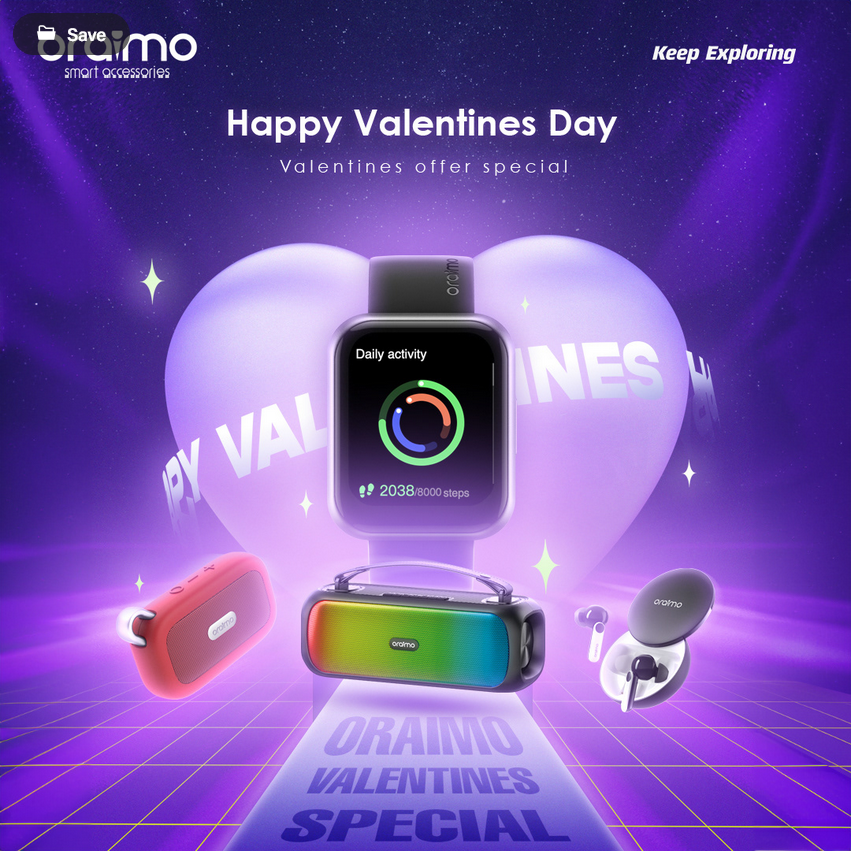 Save
oraimo
smart accessories
Keep Exploring
Happy Valentines Day
Valentines offer special
oraimo
PY VAL
INES
Daily activity
2038/8000 steps
oraimo
oraimo
oraimo
ORAIMO
VALENTINES
SPECIAL